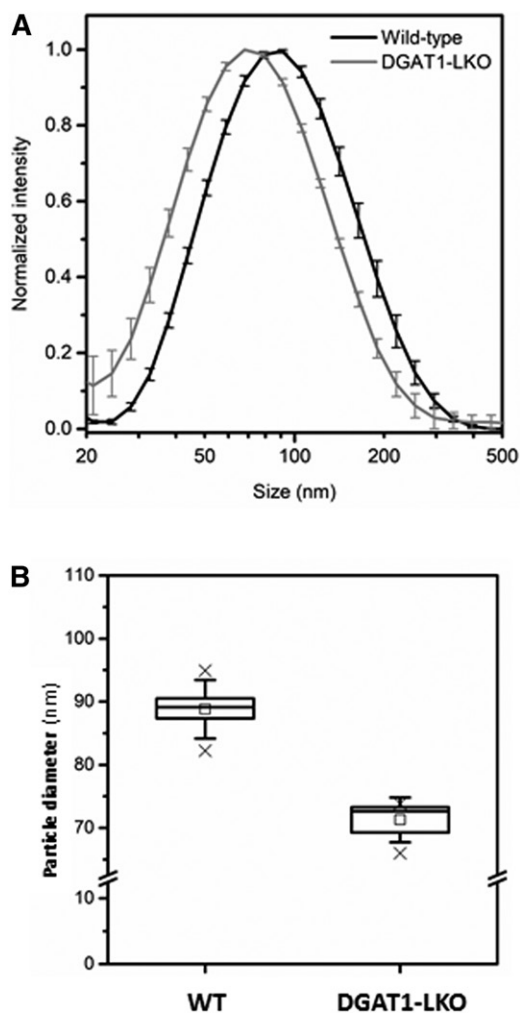 A
Wild-type
DGAT1-LKO
1.0
0.8
0.6
0.4
0.2
0.0
Normalized intensity
20 50 100 200 500
Size (nm)
B
110
100
90
80
70
10
0
Particle diameter (nm)
WT DGAT1-LKO